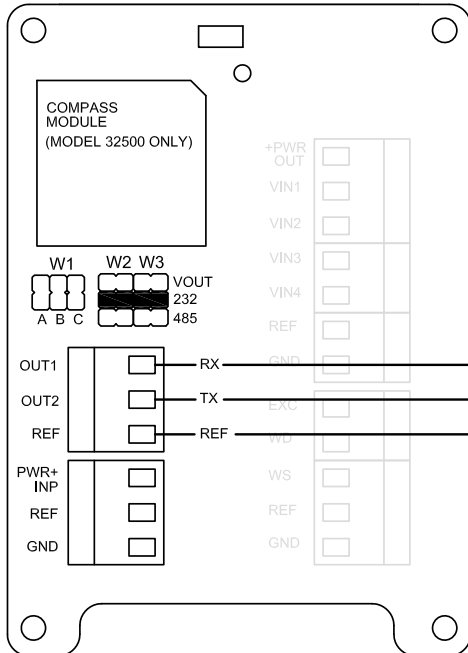 COMPASS
MODULE
(MODEL 32500 ONLY)
+PWR
OUT
VIN1
VIN2
VIN3
VIN4
REF
GND
EXC
WD
WS
REF
GND
W1
W2 W3
VOUT
232
485
A B C
OUT1
RX
OUT2
TX
REF
REF
PWR+
INP
REF
GND